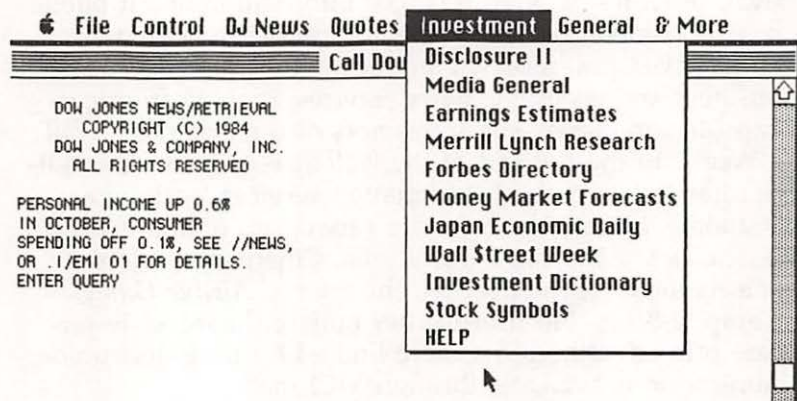 File Control DJ News Quotes Investment General & More
Call Dou
DOW JONES NEWS/RETRIEVAL
COPYRIGHT (C) 1984
DOW JONES & COMPANY, INC.
ALL RIGHTS RESERVED
PERSONAL INCOME UP 0.6%
IN OCTOBER, CONSUMER
SPENDING OFF 0.1%, SEE //NEWS,
OR .I/EMI 01 FOR DETAILS.
ENTER QUERY
Disclosure II
Media General
Earnings Estimates
Merrill Lynch Research
Forbes Directory
Money Market Forecasts
Japan Economic Daily
Wall $treet Week
Investment Dictionary
Stock Symbols
HELP